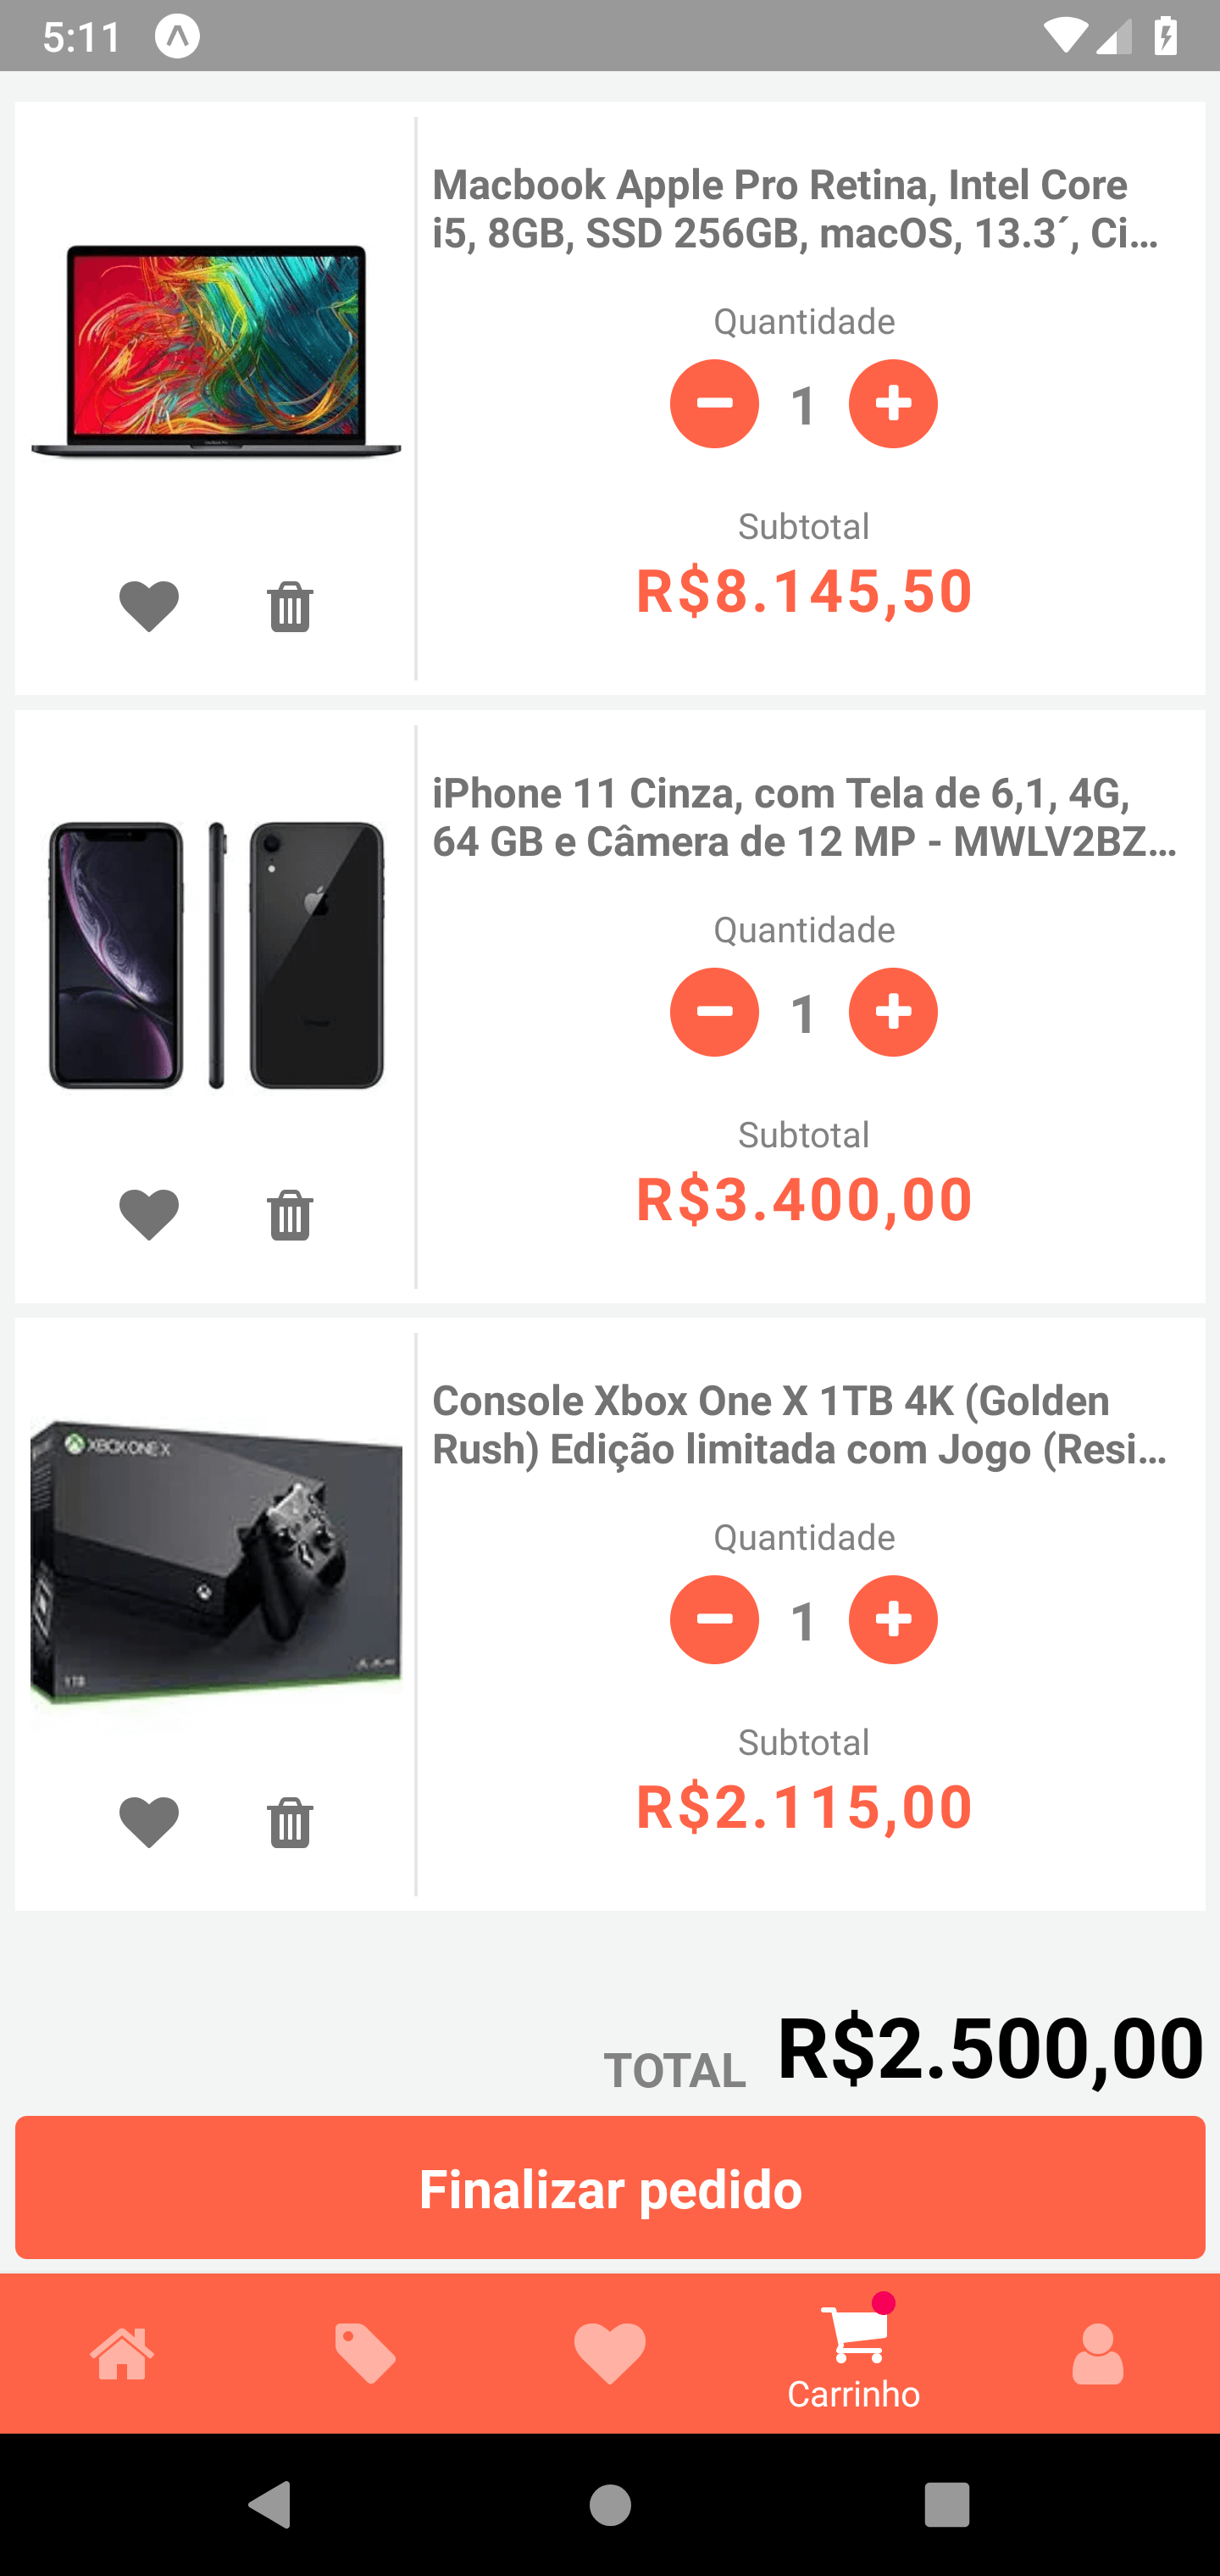 5:11
Macbook Apple Pro Retina, Intel Core
i5, 8GB, SSD 256GB, macOS, 13.3´, Ci...
Quantidade
1
Subtotal
R$8.145,50
iPhone 11 Cinza, com Tela de 6,1, 4G,
64 GB e Câmera de 12 MP - MWLV2BZ...
Quantidade
1
Subtotal
R$3.400,00
XBOX ONE X
1TB
Console Xbox One X 1TB 4K (Golden
Rush) Edição limitada com Jogo (Resi...
Quantidade
1
Subtotal
R$2.115,00
TOTAL R$2.500,00
Finalizar pedido
Carrinho